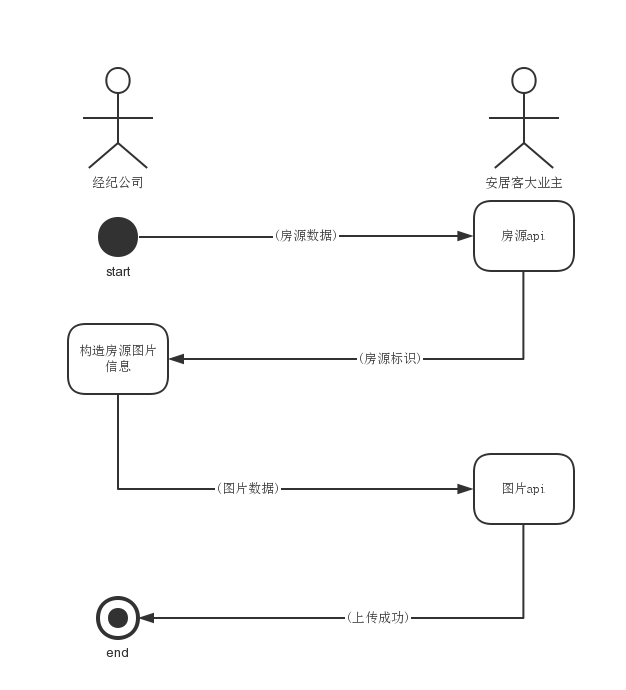 经纪公司
安居客大业主
(房源数据)
房源api
start
构造房源图片
信息
(房源标识)
(图片数据)
图片api
(上传成功)
end